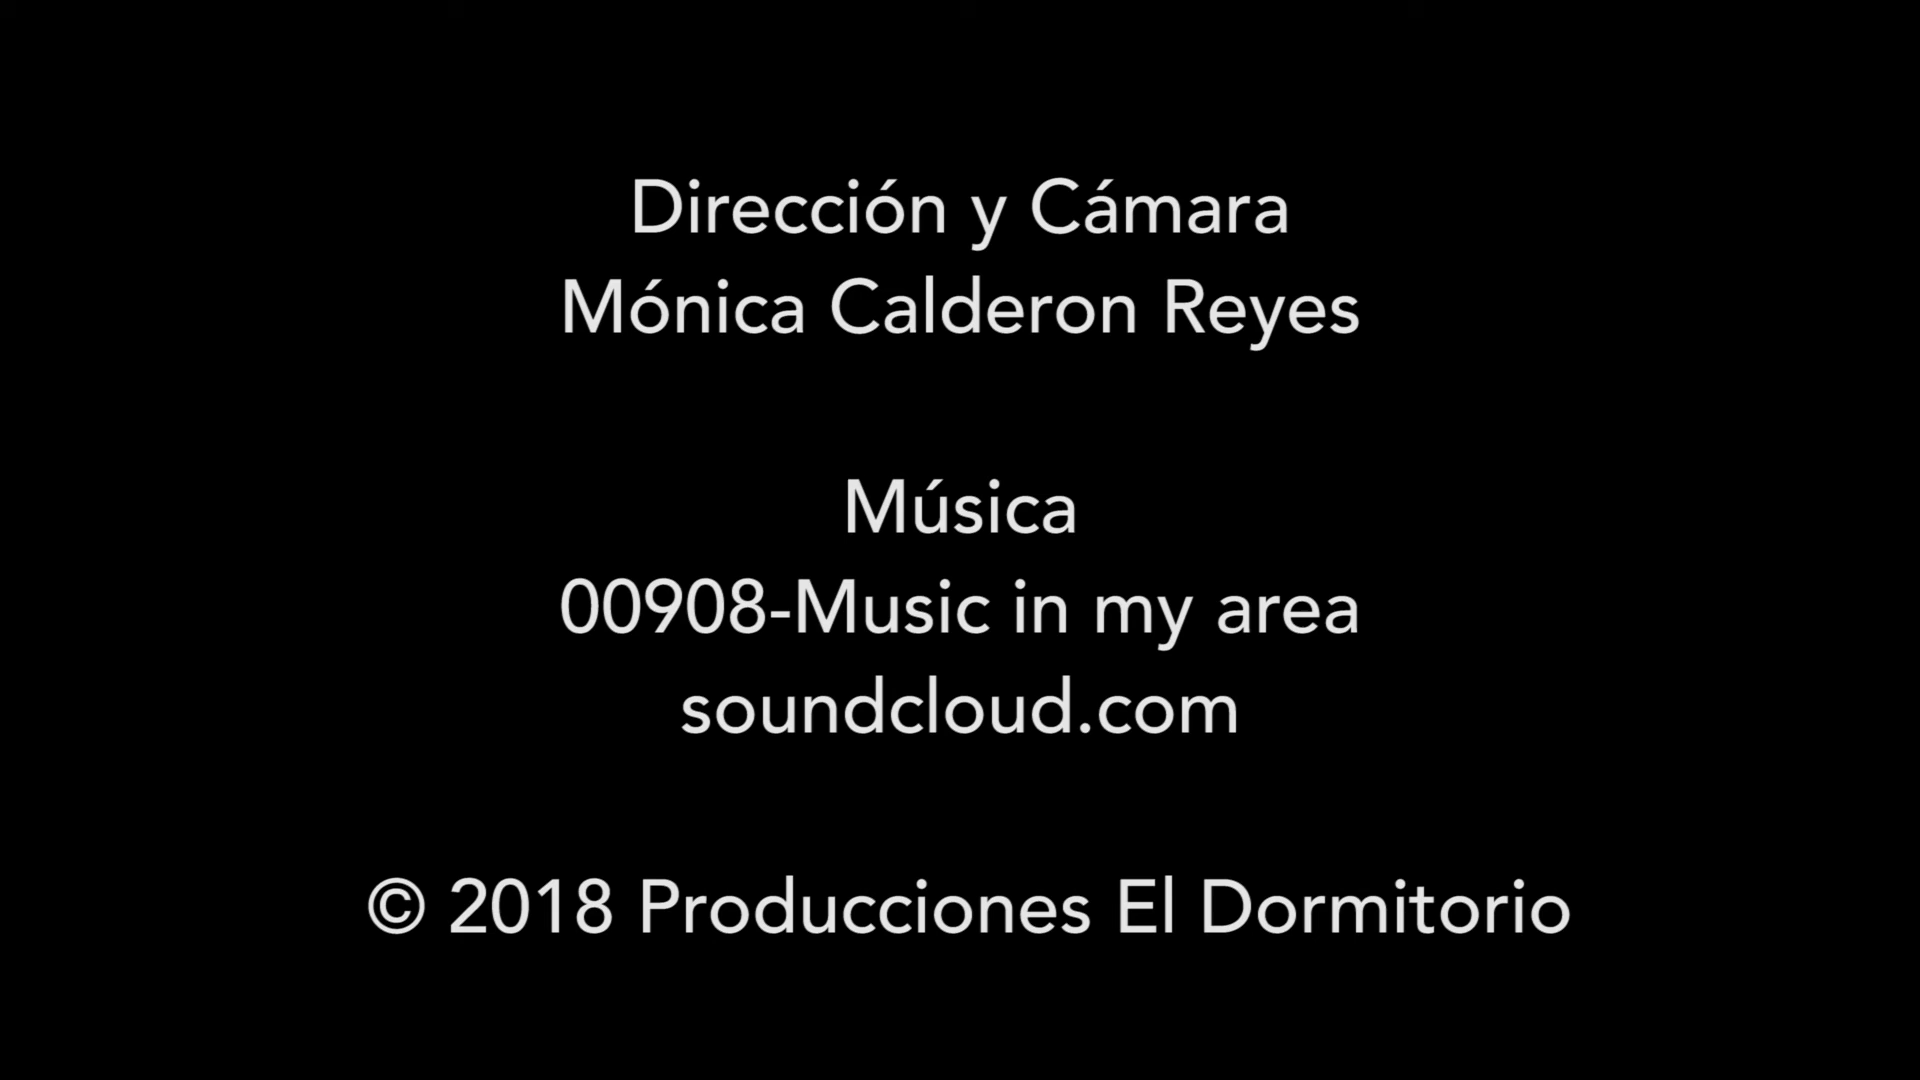 Dirección y Cámara
Mónica Calderon Reyes
Música
00908-Music in my area
soundcloud.com
© 2018 Producciones El Dormitorio